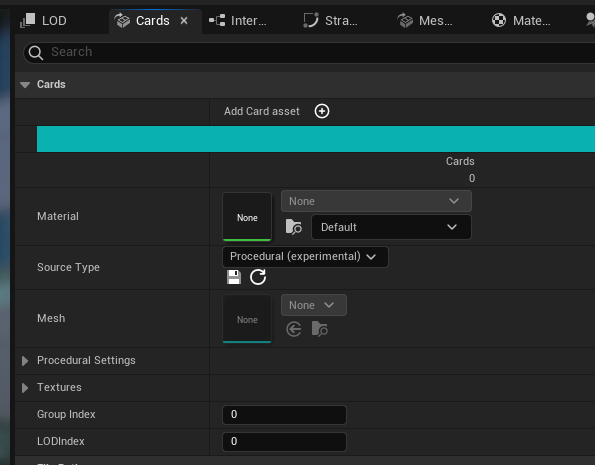 LOD Cards Inter... Stra... Mes... Mate...
Search
Cards
Add Card asset
Cards
0
Material None None
Default
Source Type Procedural (experimental)
Mesh None None
Procedural Settings
Textures
Group Index 0
LODIndex 0